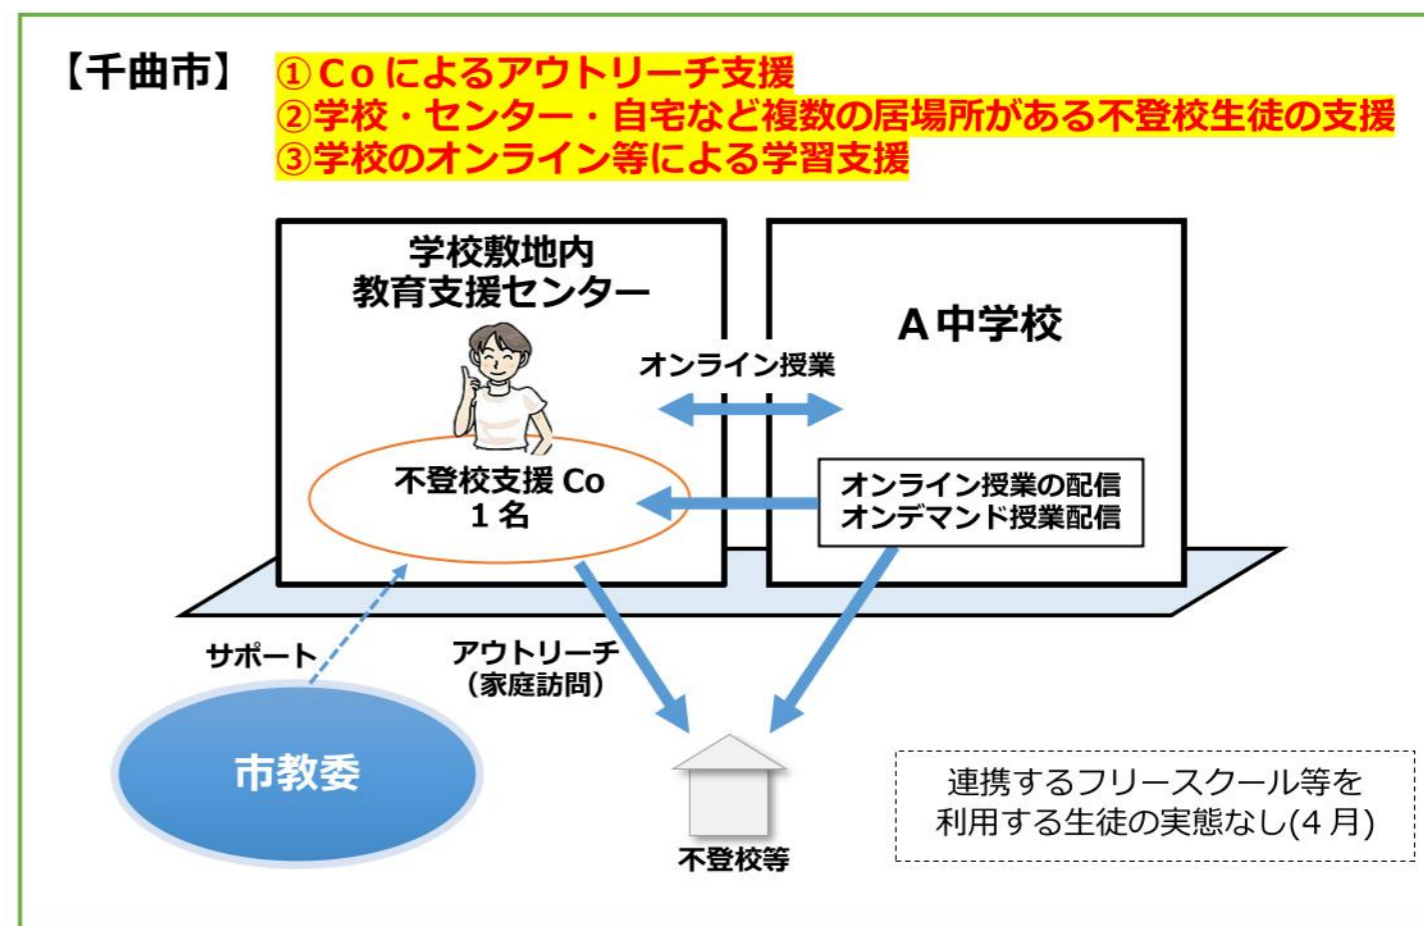 【千曲市】 ①Coによるアウトリーチ支援
②学校・センター・自宅など複数の居場所がある不登校生徒の支援
③学校のオンライン等による学習支援
学校敷地内
教育支援センター
A中学校
オンライン授業
不登校支援 Co
1名
オンライン授業の配信
オンデマンド授業配信
サポート
アウトリーチ
（家庭訪問）
市教委
不登校等
連携するフリースクール等を
利用する生徒の実態なし(4月)